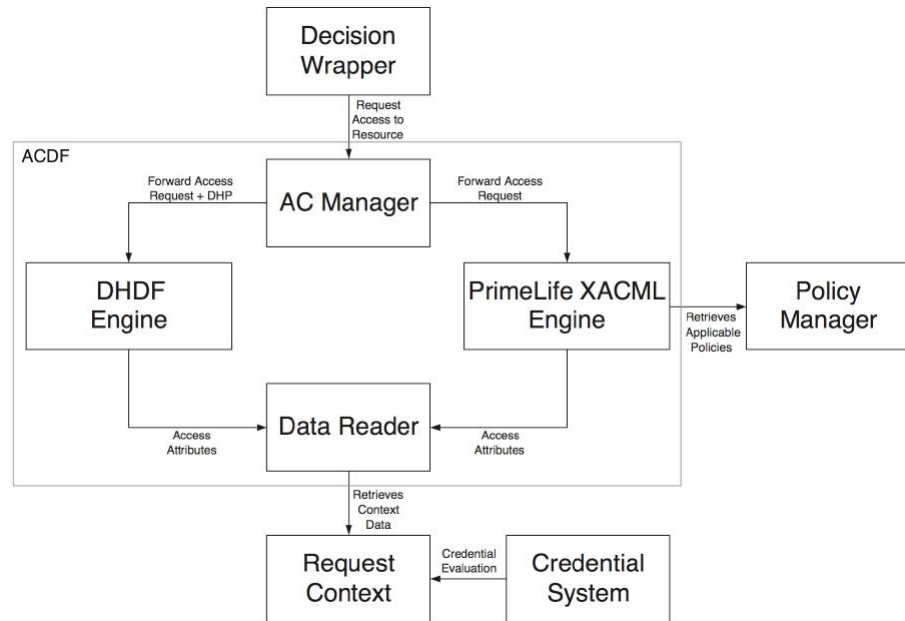 Decision
Wrapper
Request
Access to
Resource
ACDF
Forward Access
Request + DHP
AC Manager
Forward Access
Request
DHDF
Engine
PrimeLife XACML
Engine
Retrieves
Applicable
Policies
Policy
Manager
Access
Attributes
Data Reader
Access
Attributes
Retrieves
Context
Data
Request
Context
Credential
Evaluation
Credential
System